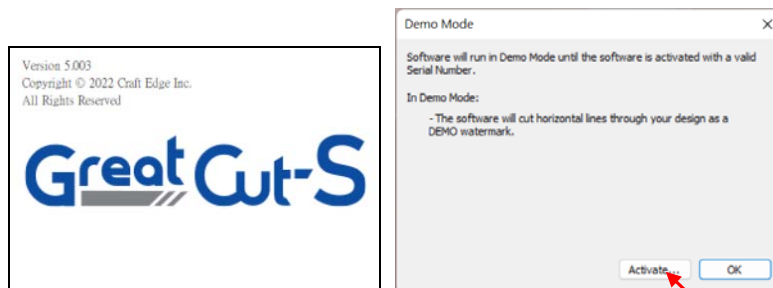 Version 5.003
Copyright © 2022 Craft Edge Inc.
All Rights Reserved
Great Cut-S
Demo Mode
Software will run in Demo Mode until the software is activated with a valid
Serial Number.
In Demo Mode:
- The software will cut horizontal lines through your design as a
DEMO watermark.
Activate...
OK